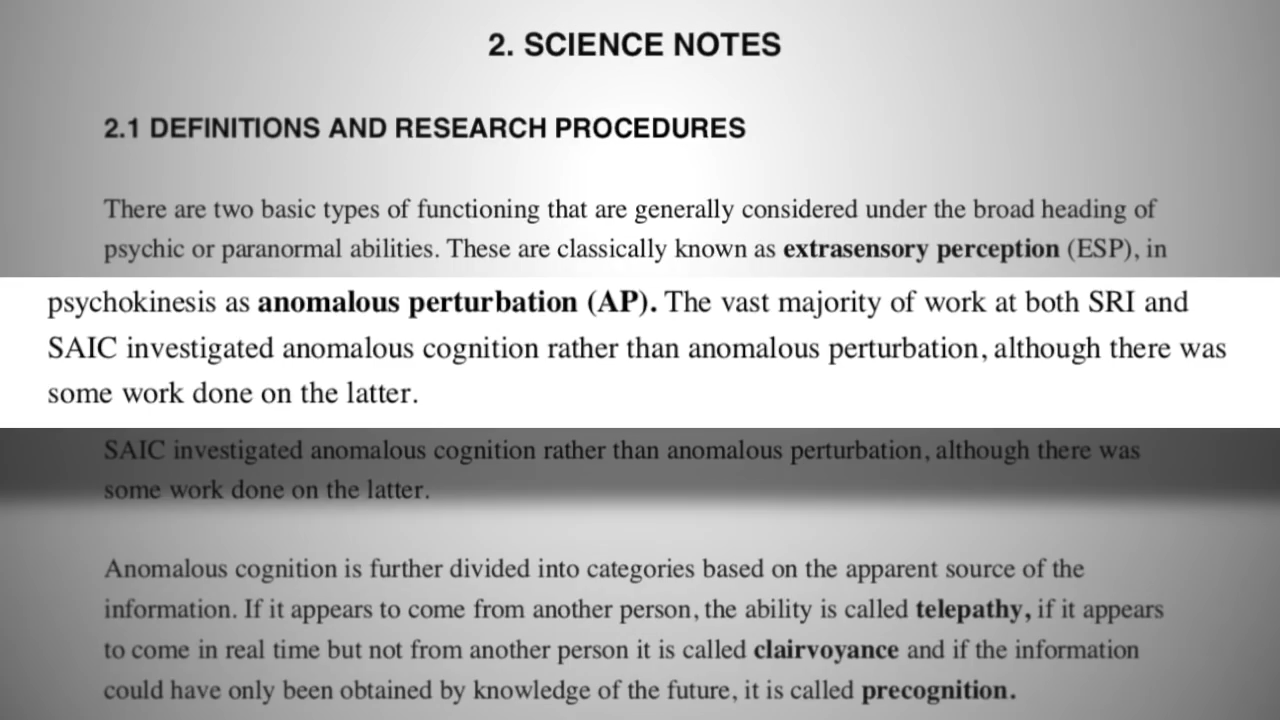 2. SCIENCE NOTES
2.1 DEFINITIONS AND RESEARCH PROCEDURES
There are two basic types of functioning that are generally considered under the broad heading of
psychic or paranormal abilities. These are classically known as extrasensory perception (ESP), in
psychokinesis as anomalous perturbation (AP). The vast majority of work at both SRI and
SAIC investigated anomalous cognition rather than anomalous perturbation, although there was
some work done on the latter.
SAIC investigated anomalous cognition rather than anomalous perturbation, although there was
some work done on the latter.
Anomalous cognition is further divided into categories based on the apparent source of the
information. If it appears to come from another person, the ability is called telepathy, if it appears
to come in real time but not from another person it is called clairvoyance and if the information
could have only been obtained by knowledge of the future, it is called precognition.